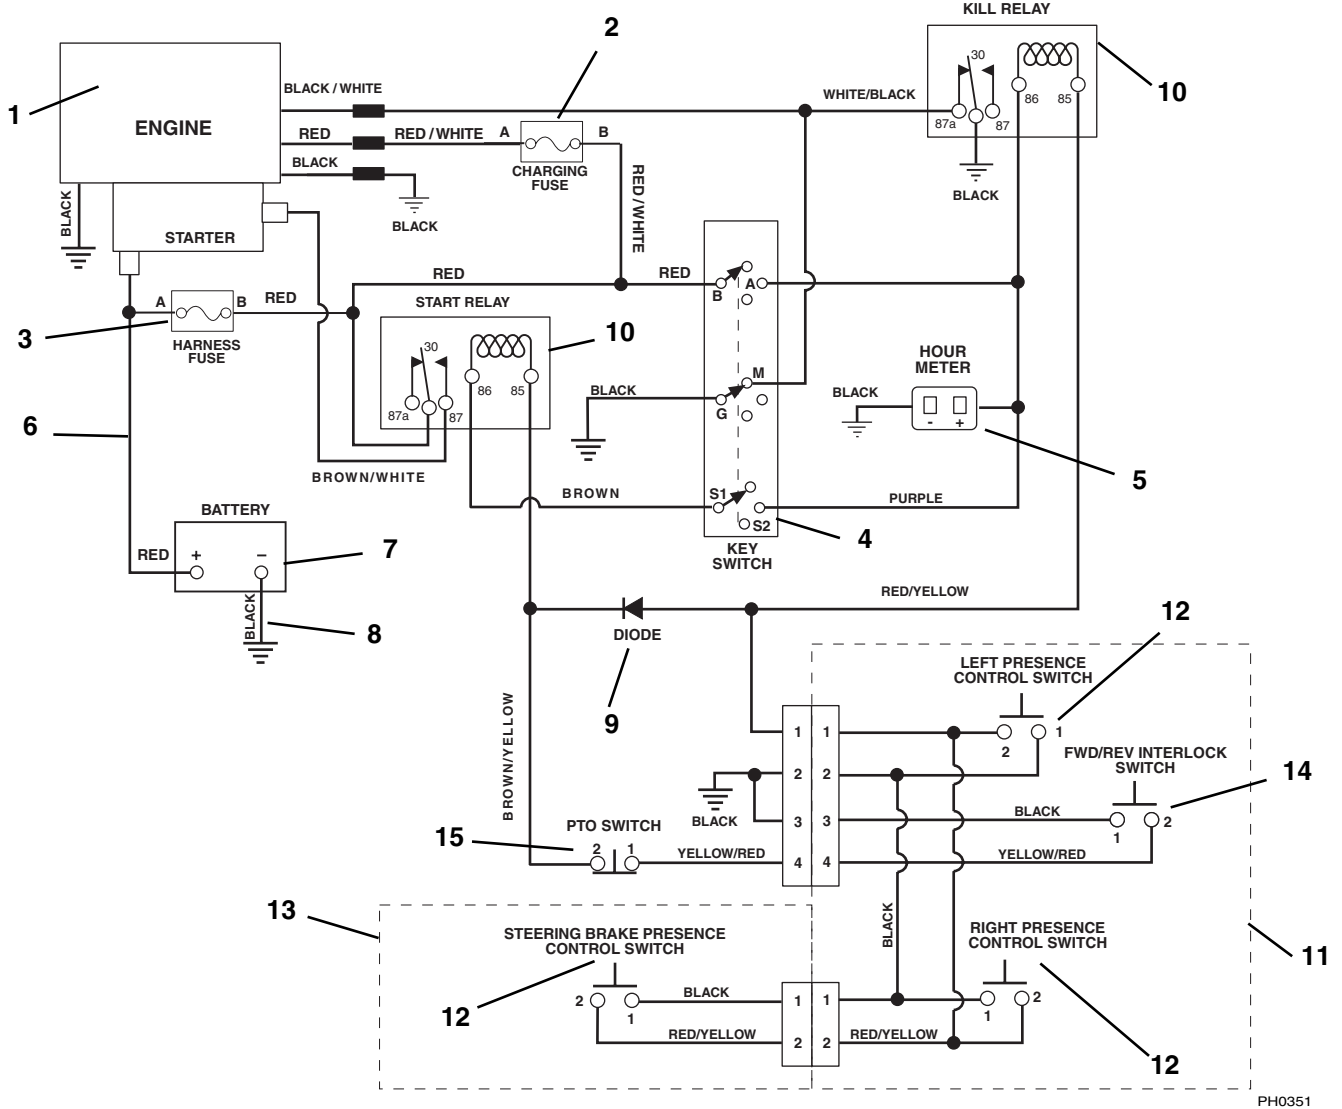 KILL RELAY
2
10
1
ENGINE
BLACK / WHITE
WHITE/BLACK
30
86
85
87a
87
RED
RED / WHITE
A
B
CHARGING
FUSE
BLACK
BLACK
BLACK
BLACK
RED / WHITE
STARTER
RED
RED
B
A
A
B
RED
START RELAY
3
HARNESS
FUSE
10
30
86
85
87a
87
HOUR
METER
BLACK
- +
BLACK
M
G
6
BROWN/WHITE
BROWN
S1
S2
PURPLE
5
4
KEY
SWITCH
BATTERY
RED
+ –
7
BLACK
8
RED/YELLOW
DIODE
9
12
LEFT PRESENCE
CONTROL SWITCH
2
1
BROWN/YELLOW
1 1
2 2
3 3
4 4
BLACK
FWD/REV INTERLOCK
SWITCH
14
BLACK
1
2
YELLOW/RED
PTO SWITCH
15
2 1
YELLOW/RED
BLACK
13
STEERING BRAKE PRESENCE
CONTROL SWITCH
12
2
1
BLACK
RED/YELLOW
1 1
2 2
RED/YELLOW
RIGHT PRESENCE
CONTROL SWITCH
1
2
12
11
PH0351